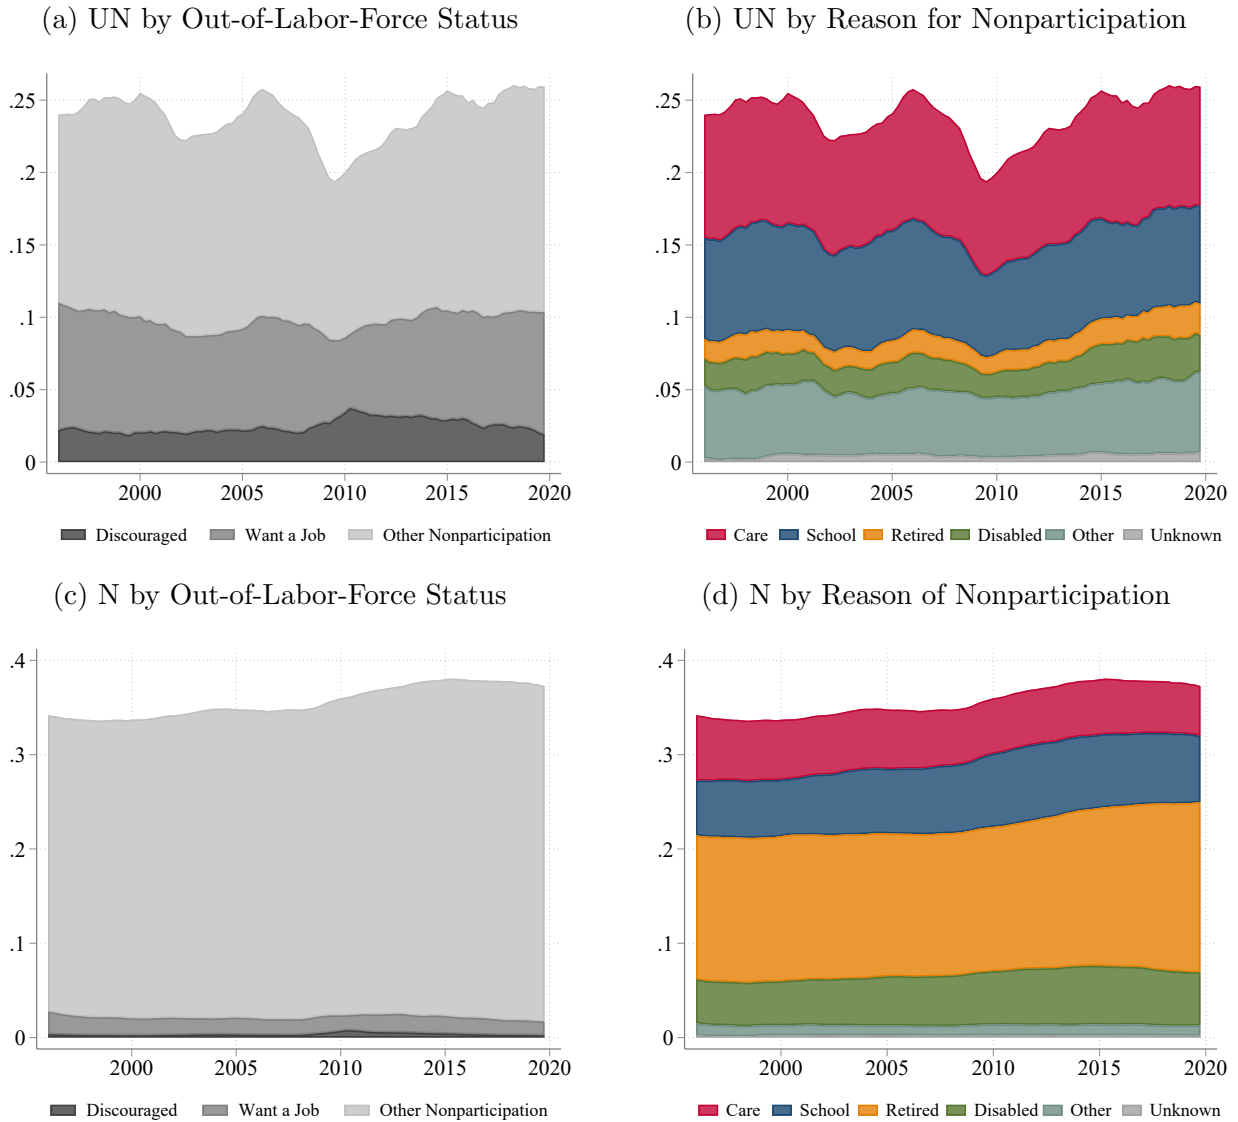 (a) UN by Out-of-Labor-Force Status
.25
.2
.15
.1
.05
0
2000 2005 2010 2015 2020
Discouraged Want a Job Other Nonparticipation
(b) UN by Reason for Nonparticipation
.25
.2
.15
.1
.05
0
2000 2005 2010 2015 2020
Care School Retired Disabled Other Unknown
(c) N by Out-of-Labor-Force Status
.4
.3
.2
.1
0
2000 2005 2010 2015 2020
Discouraged Want a Job Other Nonparticipation
(d) N by Reason of Nonparticipation
.4
.3
.2
.1
0
2000 2005 2010 2015 2020
Care School Retired Disabled Other Unknown